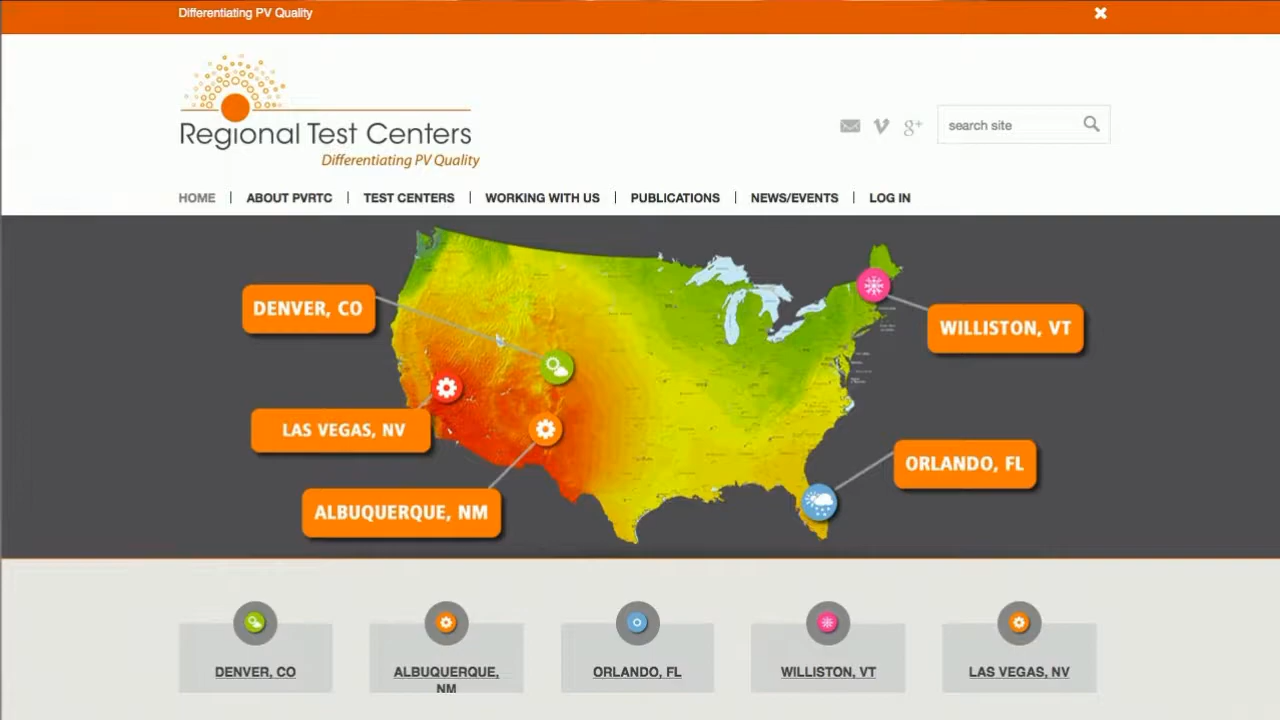 Differentiating PV Quality
Regional Test Centers
Differentiating PV Quality
search site
HOME
ABOUT PVRTC
TEST CENTERS
WORKING WITH US
PUBLICATIONS
NEWS/EVENTS
LOG IN
DENVER, CO
WILLISTON, VT
LAS VEGAS, NV
ORLANDO, FL
ALBUQUERQUE, NM
DENVER, CO
ALBUQUERQUE,
NM
ORLANDO, FL
WILLISTON, VT
LAS VEGAS, NV